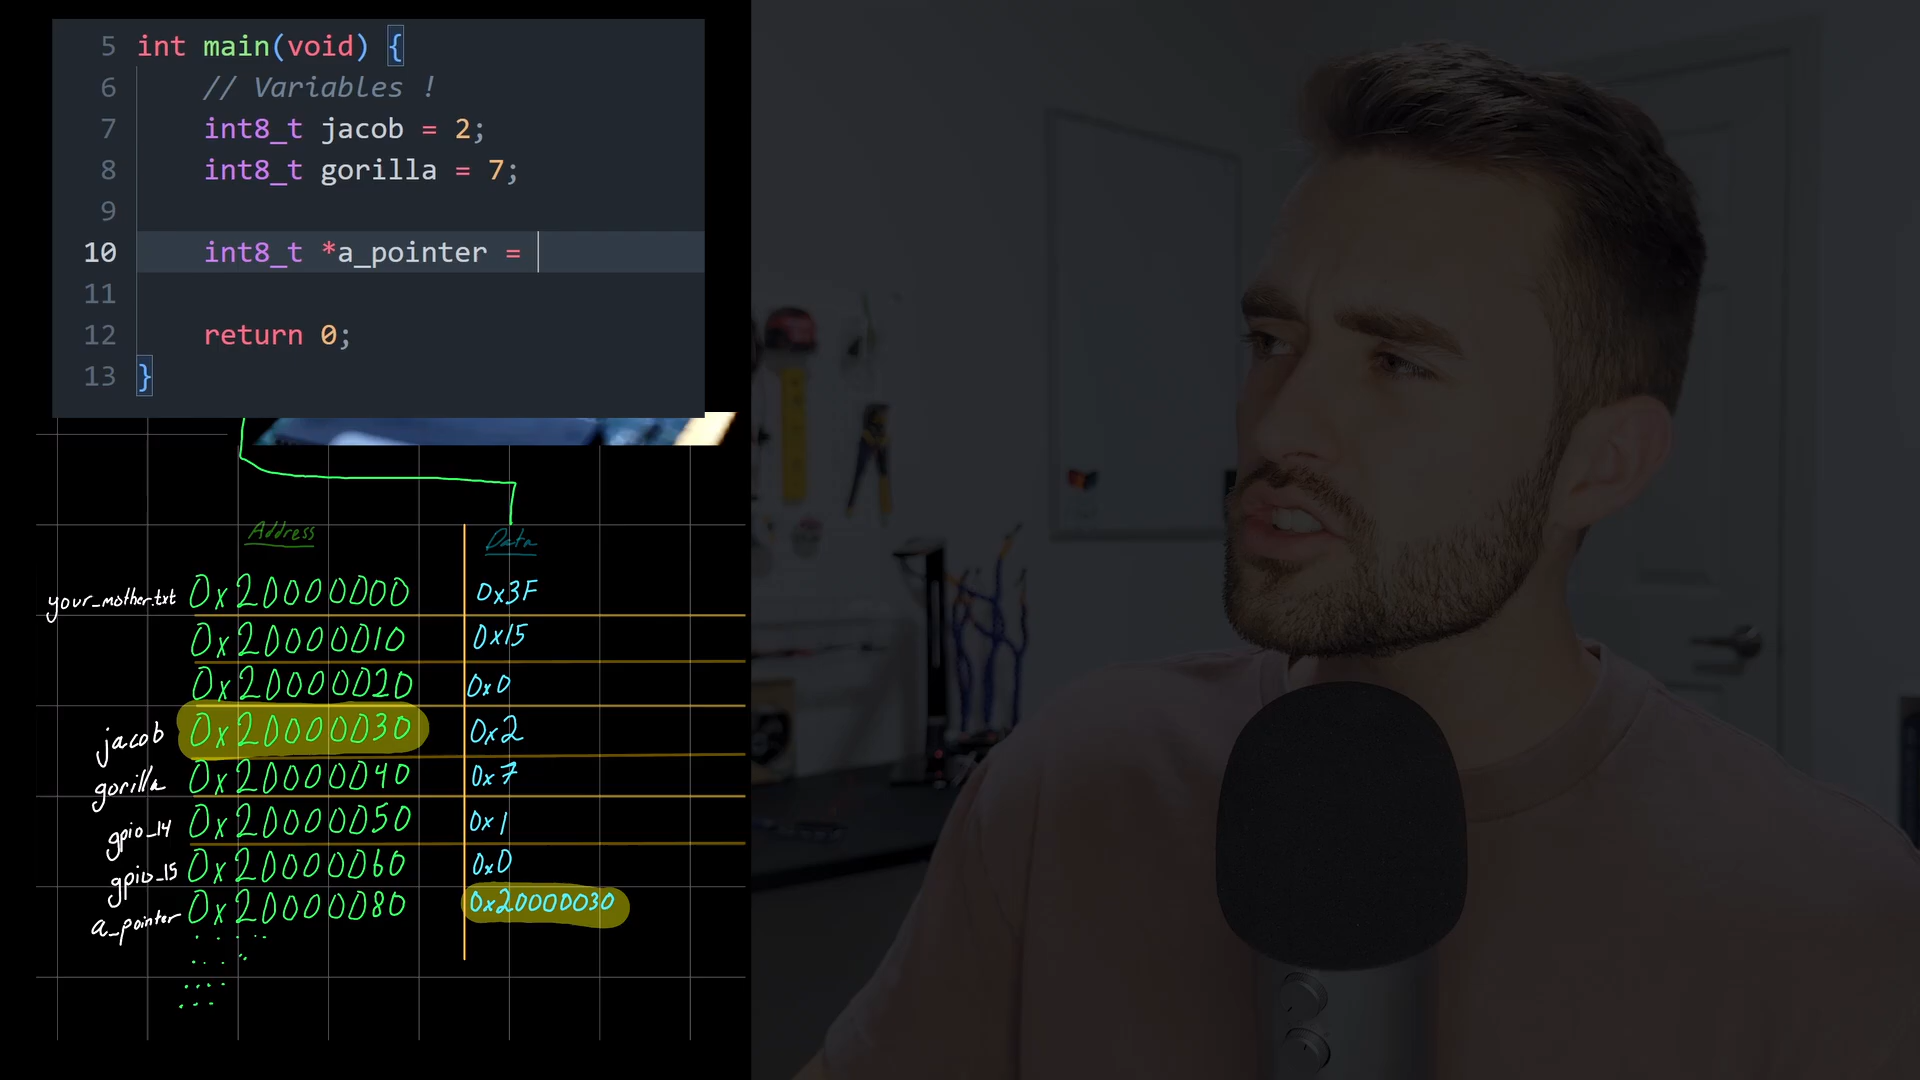 5 int main(void) {
6 // Variables !
7 int8_t jacob = 2;
8 int8_t gorilla = 7;
9
10 int8_t *a_pointer =
11
12 return 0;
13 }
Address Data
your_mother.txt 0x20000000 0x3F
0x20000010 0x15
0x20000020 0x0
jacob 0x20000030 0x2
gorilla 0x20000040 0x7
gpio_14 0x20000050 0x1
gpio_15 0x20000060 0x0
a_pointer 0x20000080 0x20000030